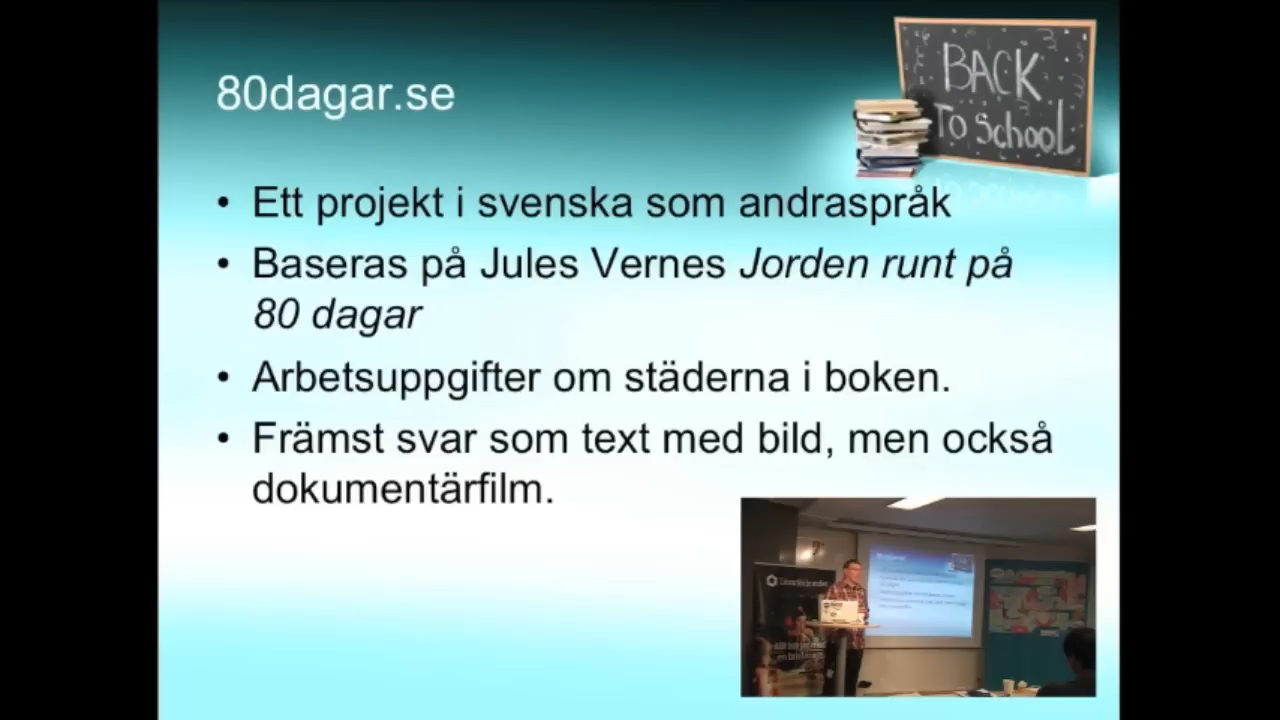 80dagar.se
BACK
To School
• Ett projekt i svenska som andraspråk
• Baseras på Jules Vernes Jorden runt på
80 dagar
• Arbetsuppgifter om städerna i boken.
• Främst svar som text med bild, men också
dokumentärfilm.